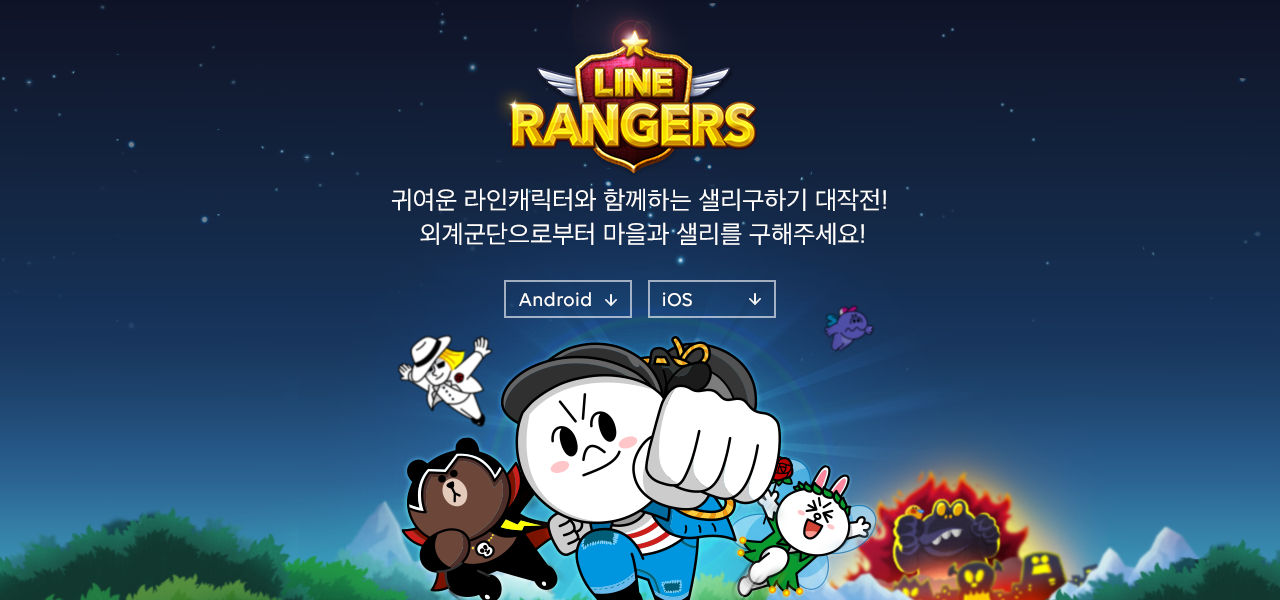 LINE
RANGERS
귀여운 라인캐릭터와 함께하는 샐리구하기 대작전!
외계군단으로부터 마을과 샐리를 구해주세요!
Android
iOS